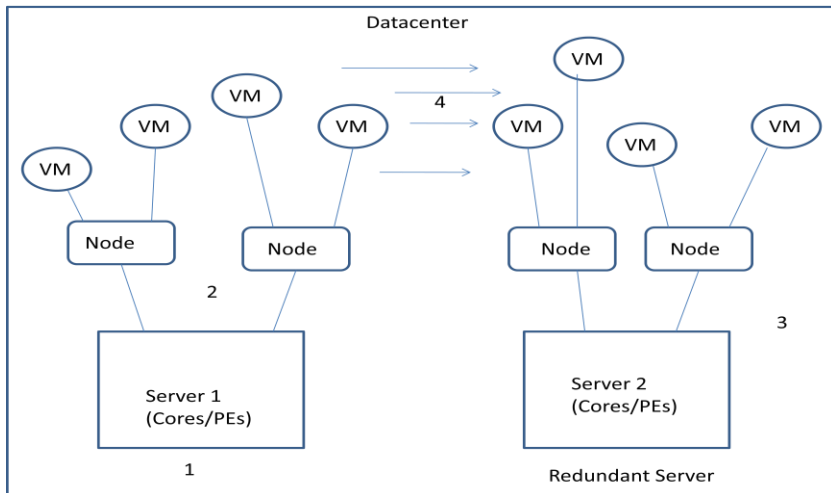 Datacenter
VM
VM
VM
VM
VM
VM
VM
VM
4
Node
Node
Node
Node
2
3
Server 1
(Cores/PEs)
Server 2
(Cores/PEs)
1
Redundant Server